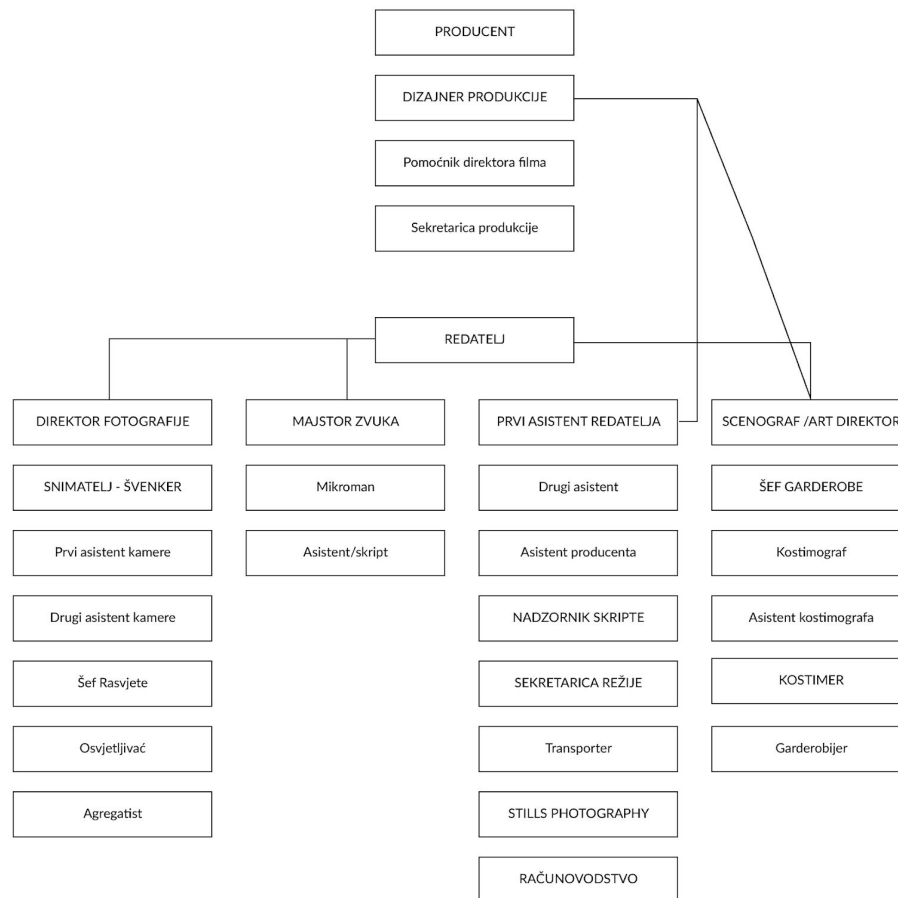 PRODUCENT
DIZAJNER PRODUKCIJE
Pomoćnik direktora filma
Sekretarica produkcije
REDATELJ
DIREKTOR FOTOGRAFIJE
SNIMATELJ - ŠVENKER
Prvi asistent kamere
Drugi asistent kamere
Šef Rasvjete
Osvjetljivać
Agregatist
MAJSTOR ZVUKA
Mikroman
Asistent/skript
PRVI ASISTENT REDATELJA
Drugi asistent
Asistent producenta
NADZORNIK SKRIPTE
SEKRETARICA REŽIJE
Transporter
STILLS PHOTOGRAPHY
RAČUNOVODSTVO
SCENOGRAF /ART DIREKTOR
ŠEF GARDEROBE
Kostimograf
Asistent kostimografa
KOSTIMER
Garderobijer